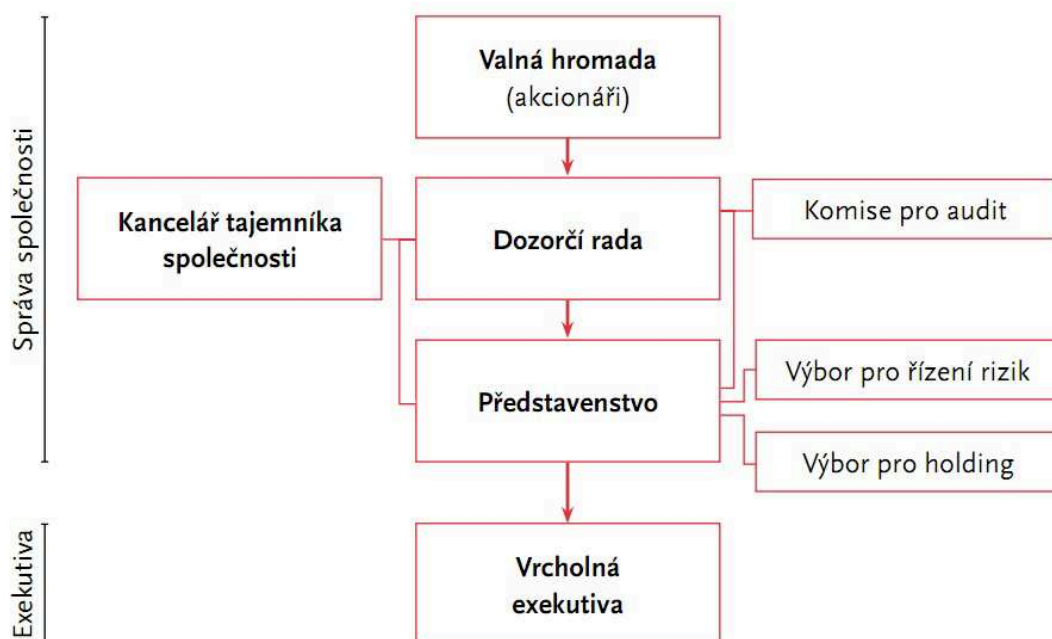 Správa společnosti
Valná hromada
(akcionáři)
Kancelář tajemníka
společnosti
Dozorčí rada
Komise pro audit
Představenstvo
Výbor pro řízení rizik
Výbor pro holding
Exekutiva
Vrcholná
exekutiva